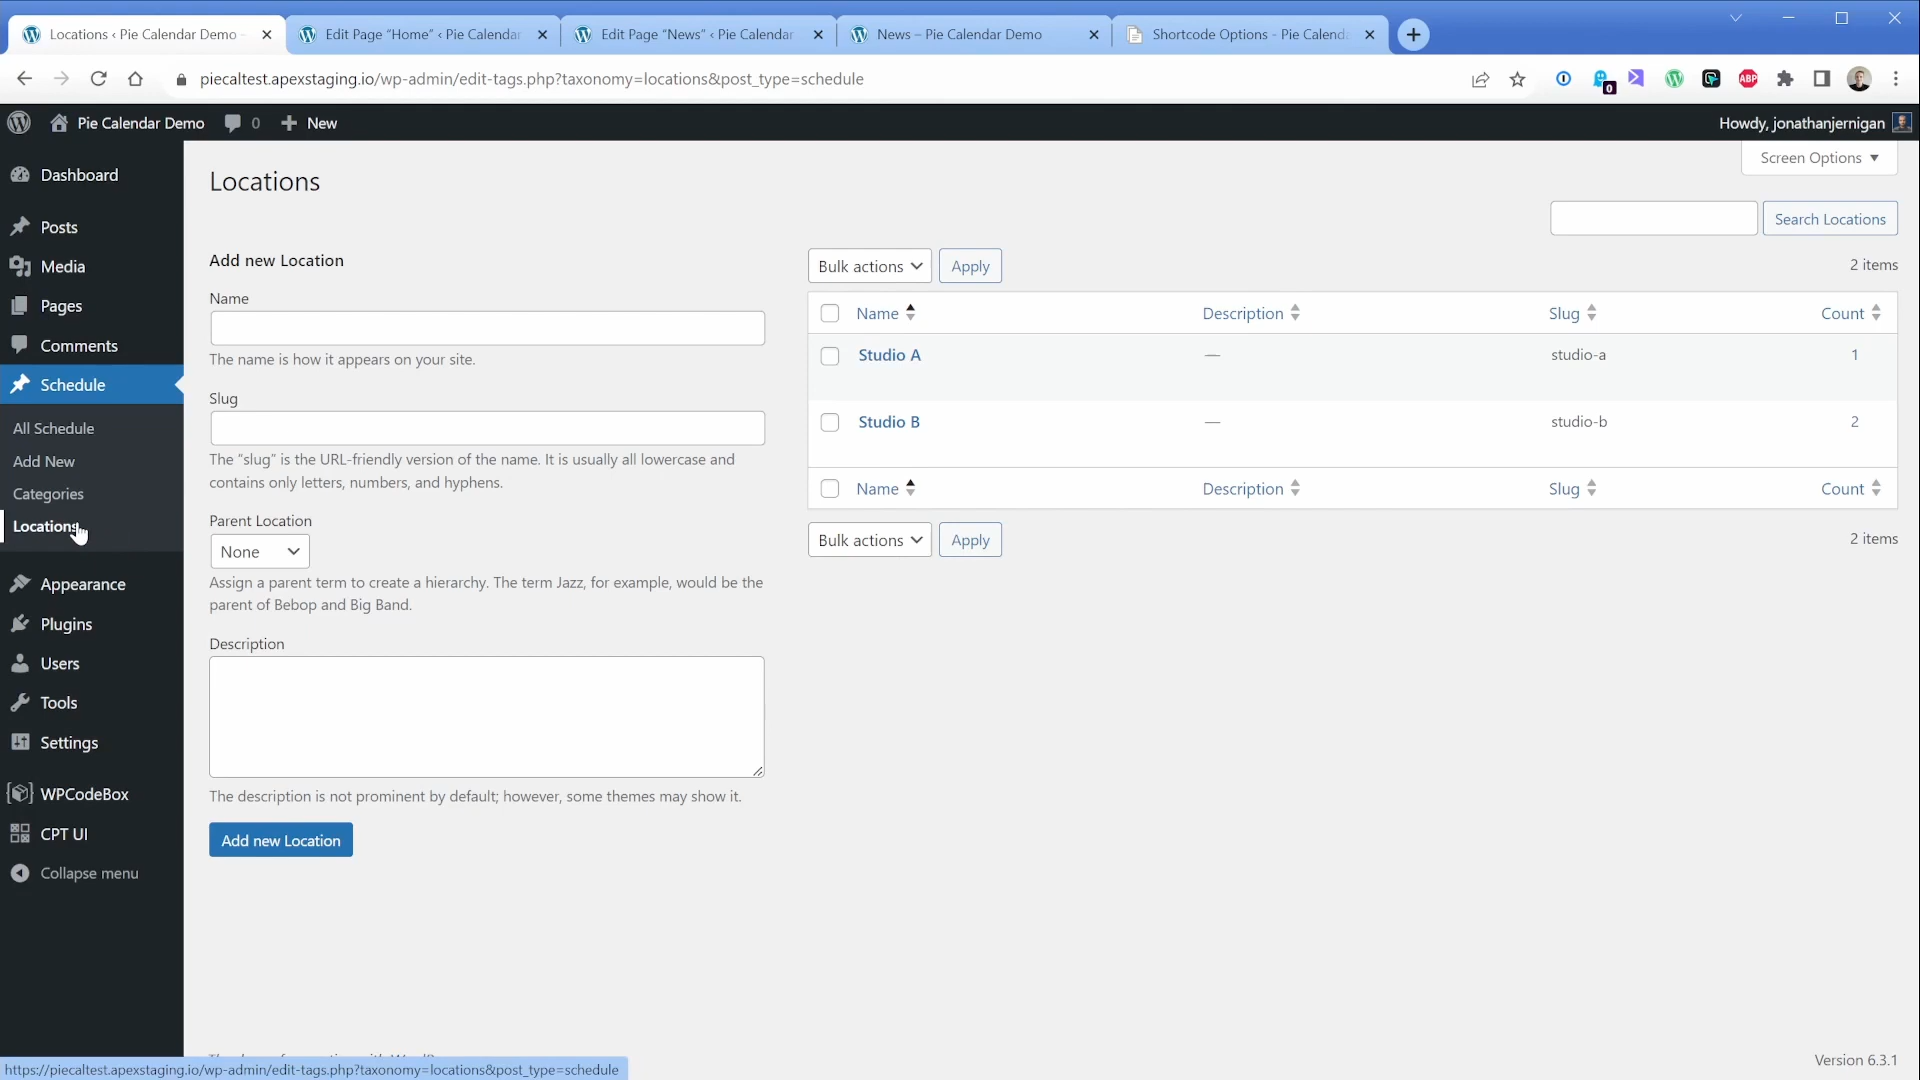 Locations ‹ Pie Calendar Demo
Edit Page “Home” ‹ Pie Calendar
Edit Page “News” ‹ Pie Calendar
News – Pie Calendar Demo
Shortcode Options - Pie Calend
piecaltest.apexstaging.io/wp-admin/edit-tags.php?taxonomy=locations&post_type=schedule
0
ABP
Pie Calendar Demo
0
New
Howdy, jonathanjernigan
Dashboard
Posts
Media
Pages
Comments
Schedule
All Schedule
Add New
Categories
Locations
Appearance
Plugins
Users
Tools
Settings
WPCodeBox
CPT UI
Collapse menu
Screen Options
Locations
Search Locations
Add new Location
Name
The name is how it appears on your site.
Slug
The “slug” is the URL-friendly version of the name. It is usually all lowercase and
contains only letters, numbers, and hyphens.
Parent Location
None
Assign a parent term to create a hierarchy. The term Jazz, for example, would be the
parent of Bebop and Big Band.
Description
The description is not prominent by default; however, some themes may show it.
Add new Location
Bulk actions
Apply
2 items
Name
Description
Slug
Count
Studio A
—
studio-a
1
Studio B
—
studio-b
2
Name
Description
Slug
Count
Bulk actions
Apply
2 items
Version 6.3.1
https://piecaltest.apexstaging.io/wp-admin/edit-tags.php?taxonomy=locations&post_type=schedule